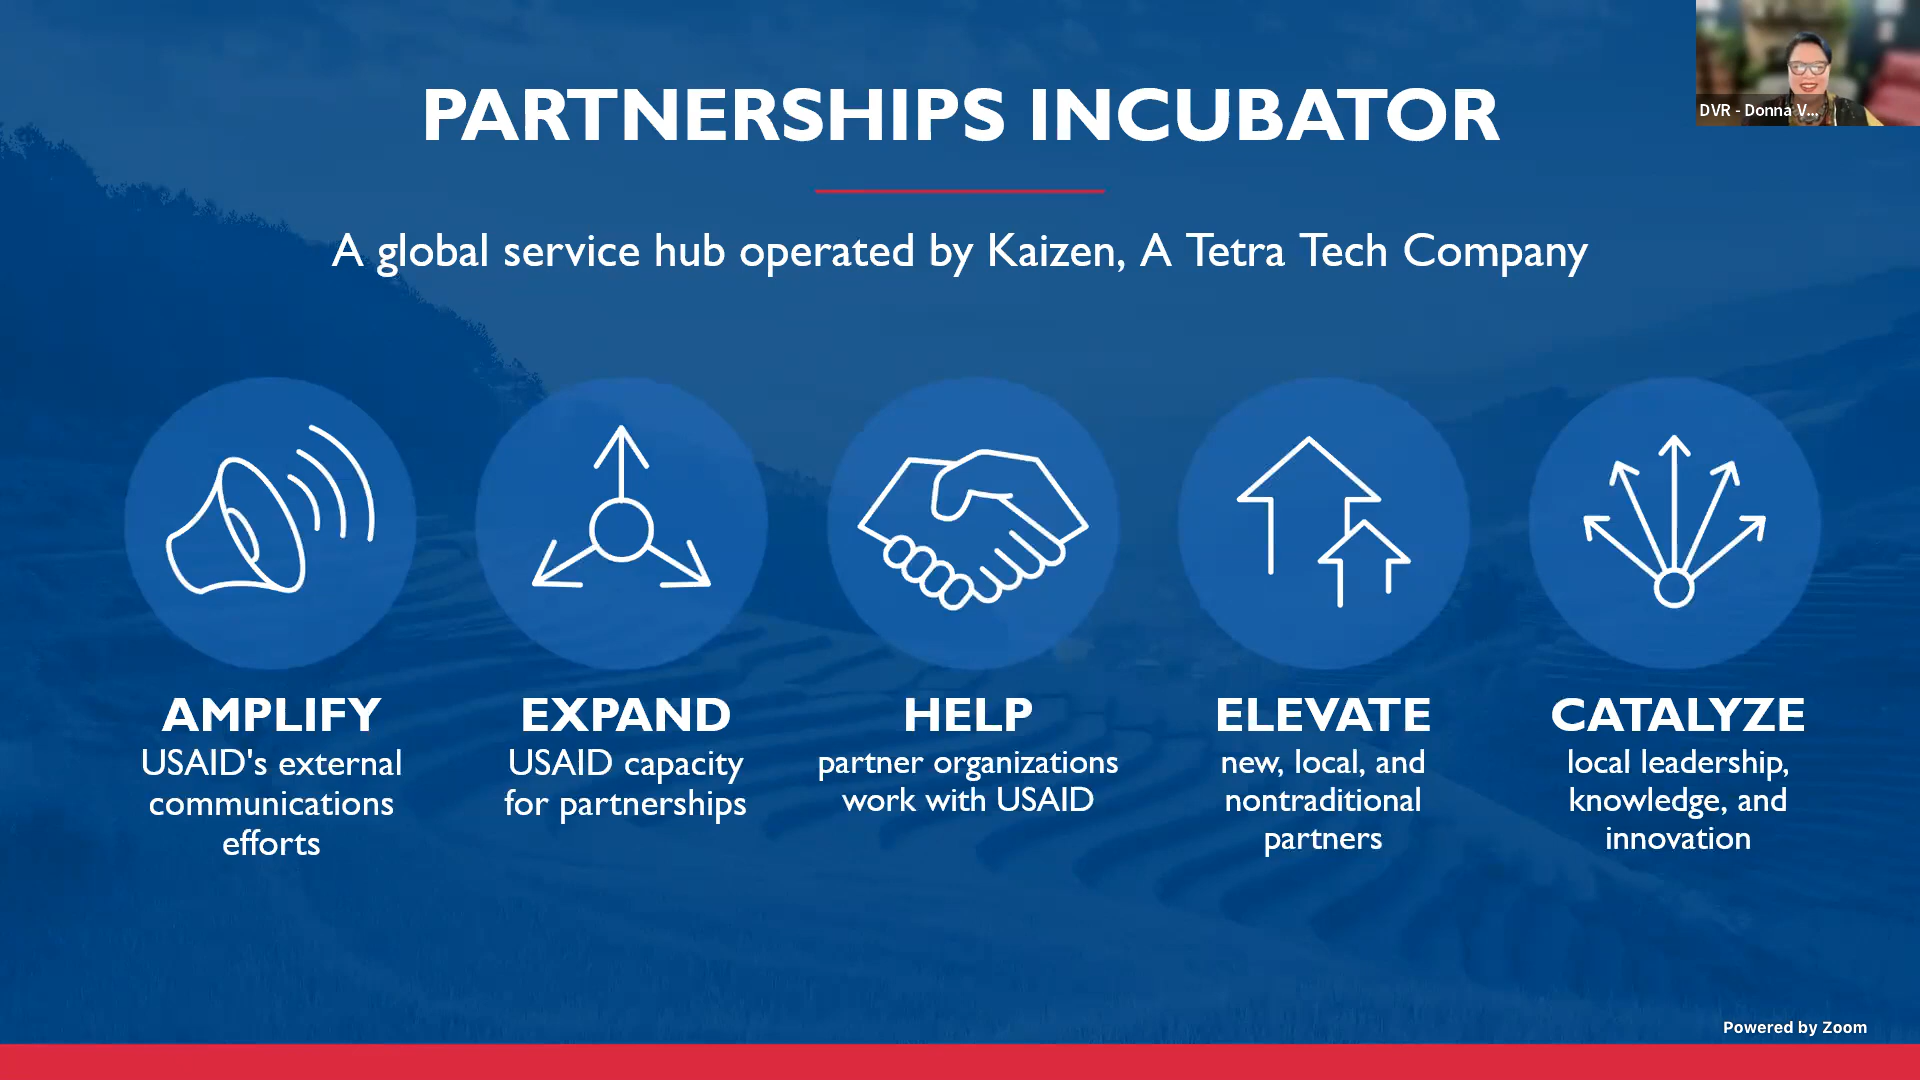 PARTNERSHIPS INCUBATOR
DVR - Donna V...
A global service hub operated by Kaizen, A Tetra Tech Company
AMPLIFY
USAID's external
communications
efforts
EXPAND
USAID capacity
for partnerships
HELP
partner organizations
work with USAID
ELEVATE
new, local, and
nontraditional
partners
CATALYZE
local leadership,
knowledge, and
innovation
Powered by Zoom